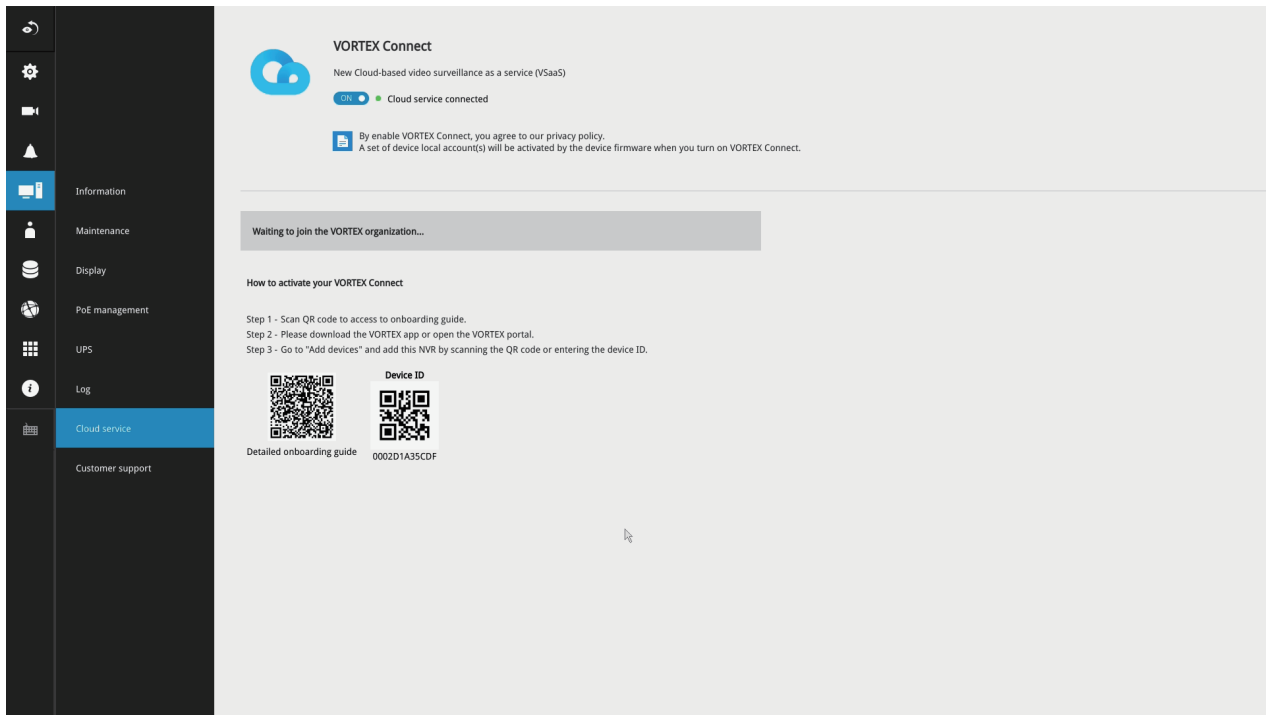 VORTEX Connect
New Cloud-based video surveillance as a service (VSaaS)
ON
Cloud service connected
By enable VORTEX Connect, you agree to our privacy policy.
A set of device local account(s) will be activated by the device firmware when you turn on VORTEX Connect.
Information
Maintenance
Display
PoE management
UPS
Log
Cloud service
Customer support
Waiting to join the VORTEX organization...
How to activate your VORTEX Connect
Step 1 - Scan QR code to access to onboarding guide.
Step 2 - Please download the VORTEX app or open the VORTEX portal.
Step 3 - Go to "Add devices" and add this NVR by scanning the QR code or entering the device ID.
Device ID
Detailed onboarding guide
0002D1A35CDF